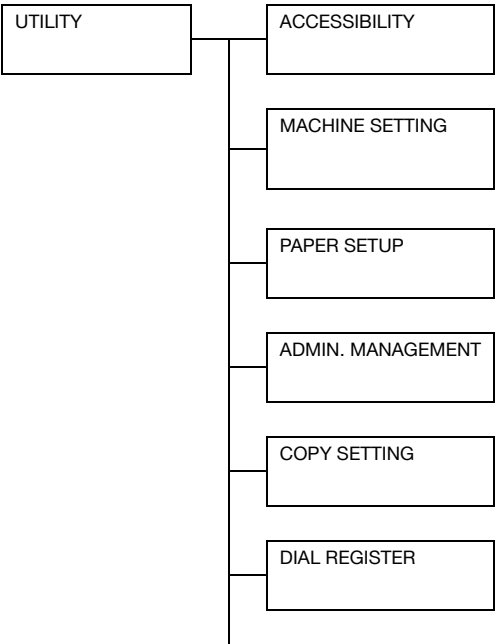 UTILITY
ACCESSIBILITY
MACHINE SETTING
PAPER SETUP
ADMIN. MANAGEMENT
COPY SETTING
DIAL REGISTER